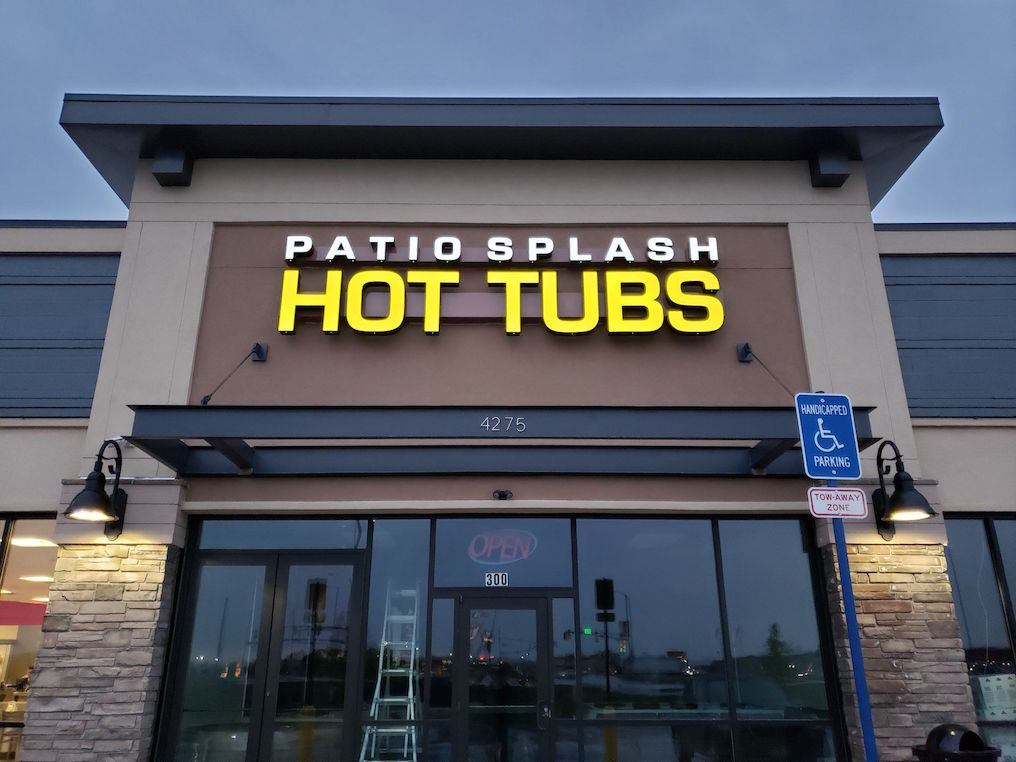 PATIO SPLASH
HOT TUBS
4275
HANDICAPPED
PARKING
TOW-AWAY
ZONE
OPEN
300